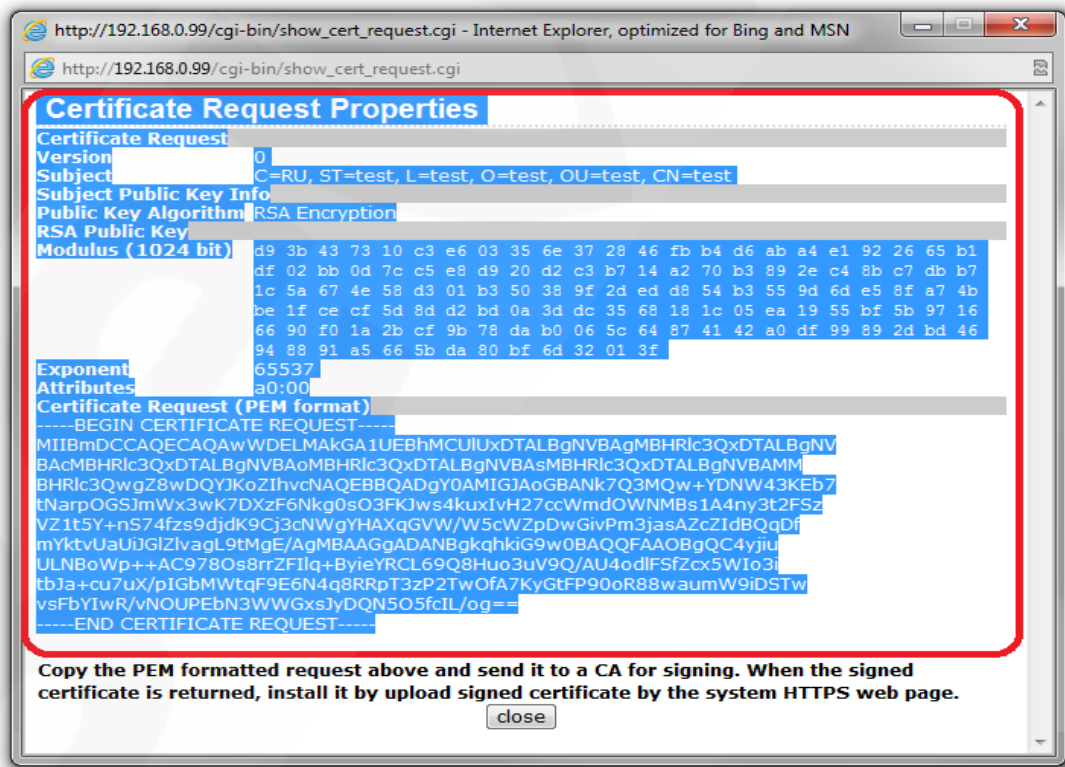 http://192.168.0.99/cgi-bin/show_cert_request.cgi - Internet Explorer, optimized for Bing and MSN
http://192.168.0.99/cgi-bin/show_cert_request.cgi
Certificate Request Properties
Certificate Request
Version 0
Subject C=RU, ST=test, L=test, O=test, OU=test, CN=test
Subject Public Key Info
Public Key Algorithm RSA Encryption
RSA Public Key
Modulus (1024 bit) d9 3b 43 73 10 c3 e6 03 35 6e 37 28 46 fb b4 d6 ab a4 e1 92 26 65 b1
df 02 bb 0d 7c c5 e8 d9 20 d2 c3 b7 14 a2 70 b3 89 2e c4 8b c7 db b7
1c 5a 67 4e 58 d3 01 b3 50 38 9f 2d ed d8 54 b3 55 9d 6d e5 8f a7 4b
be 1f ce cf 5d 8d d2 bd 0a 3d dc 35 68 18 1c 05 ea 19 55 bf 5b 97 16
66 90 f0 1a 2b cf 9b 78 da b0 06 5c 64 87 41 42 a0 df 99 89 2d bd 46
94 88 91 a5 66 5b da 80 bf 6d 32 01 3f
Exponent 65537
Attributes a0:00
Certificate Request (PEM format)
-----BEGIN CERTIFICATE REQUEST-----
MIIBmDCCAQECAQAwWDELMAkGA1UEBhMCUlUxDTALBgNVBAgMBHRlc3QxDTALBgNV
BAcMBHRlc3QxDTALBgNVBAoMBHRlc3QxDTALBgNVBAsMBHRlc3QxDTALBgNVBAMM
BHRlc3QwgZ8wDQYJKoZIhvcNAQEBBQADgY0AMIGJAoGBANk7Q3MQw+YDNW43KEb7
tNarpOGSJmWx3wK7DXzF6Nkg0sO3FKJws4kuxIvH27ccWmdOWNMBs1A4ny3t2FSz
VZ1t5Y+nS74fzs9djdK9Cj3cNWgYHAXqGVW/W5cWZpDwGivPm3jasAZcZIdBQqDf
mYktvUaUiJGlZlvagL9tMgE/AgMBAAGgADANBgkqhkiG9w0BAQQFAAOBgQC4yjiu
ULNBoWp++AC978Os8rrZFIlq+ByieYRCL69Q8Huo3uV9Q/AU4odlFSfZcx5WIo3i
tbJa+cu7uX/pIGbMWtqF9E6N4q8RRpT3zP2TwOfA7KyGtFP90oR88waumW9iDSTw
vsFbYIwR/vNOUPEbN3WWGxsJyDQN5O5fcIL/og==
-----END CERTIFICATE REQUEST-----
Copy the PEM formatted request above and send it to a CA for signing. When the signed
certificate is returned, install it by upload signed certificate by the system HTTPS web page.
close